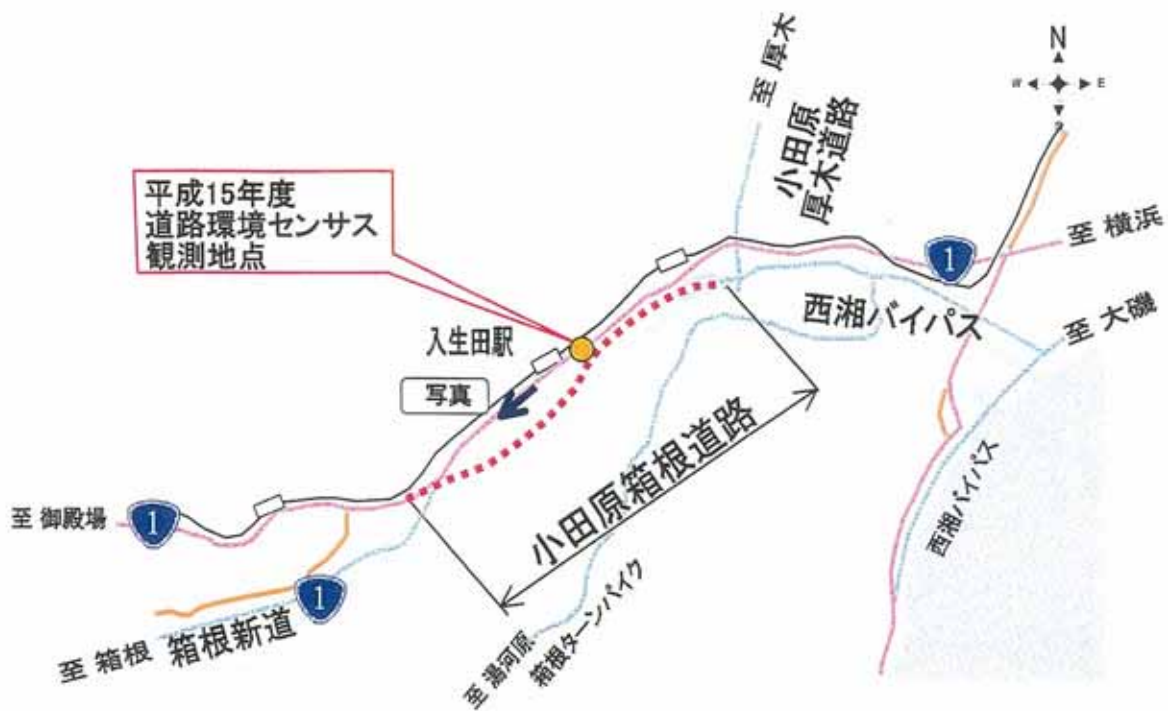 N
W
E
至 厚木
小田原
厚木道路
平成15年度
道路環境センサス
観測地点
1
至 横浜
西湘バイパス
至 大磯
入生田駅
写真
小田原箱根道路
西湘バイパス
至 御殿場
1
1
至 箱根
箱根新道
至 湯河原
箱根ターンパイク